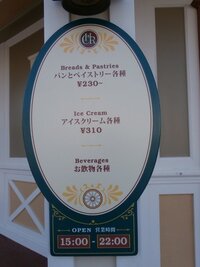 Breads & Pastries
パンとペイストリー各種
¥230~
Ice Cream
アイスクリーム各種
¥310
Beverages
お飲物各種
OPEN 営業時間
15:00 - 22:00